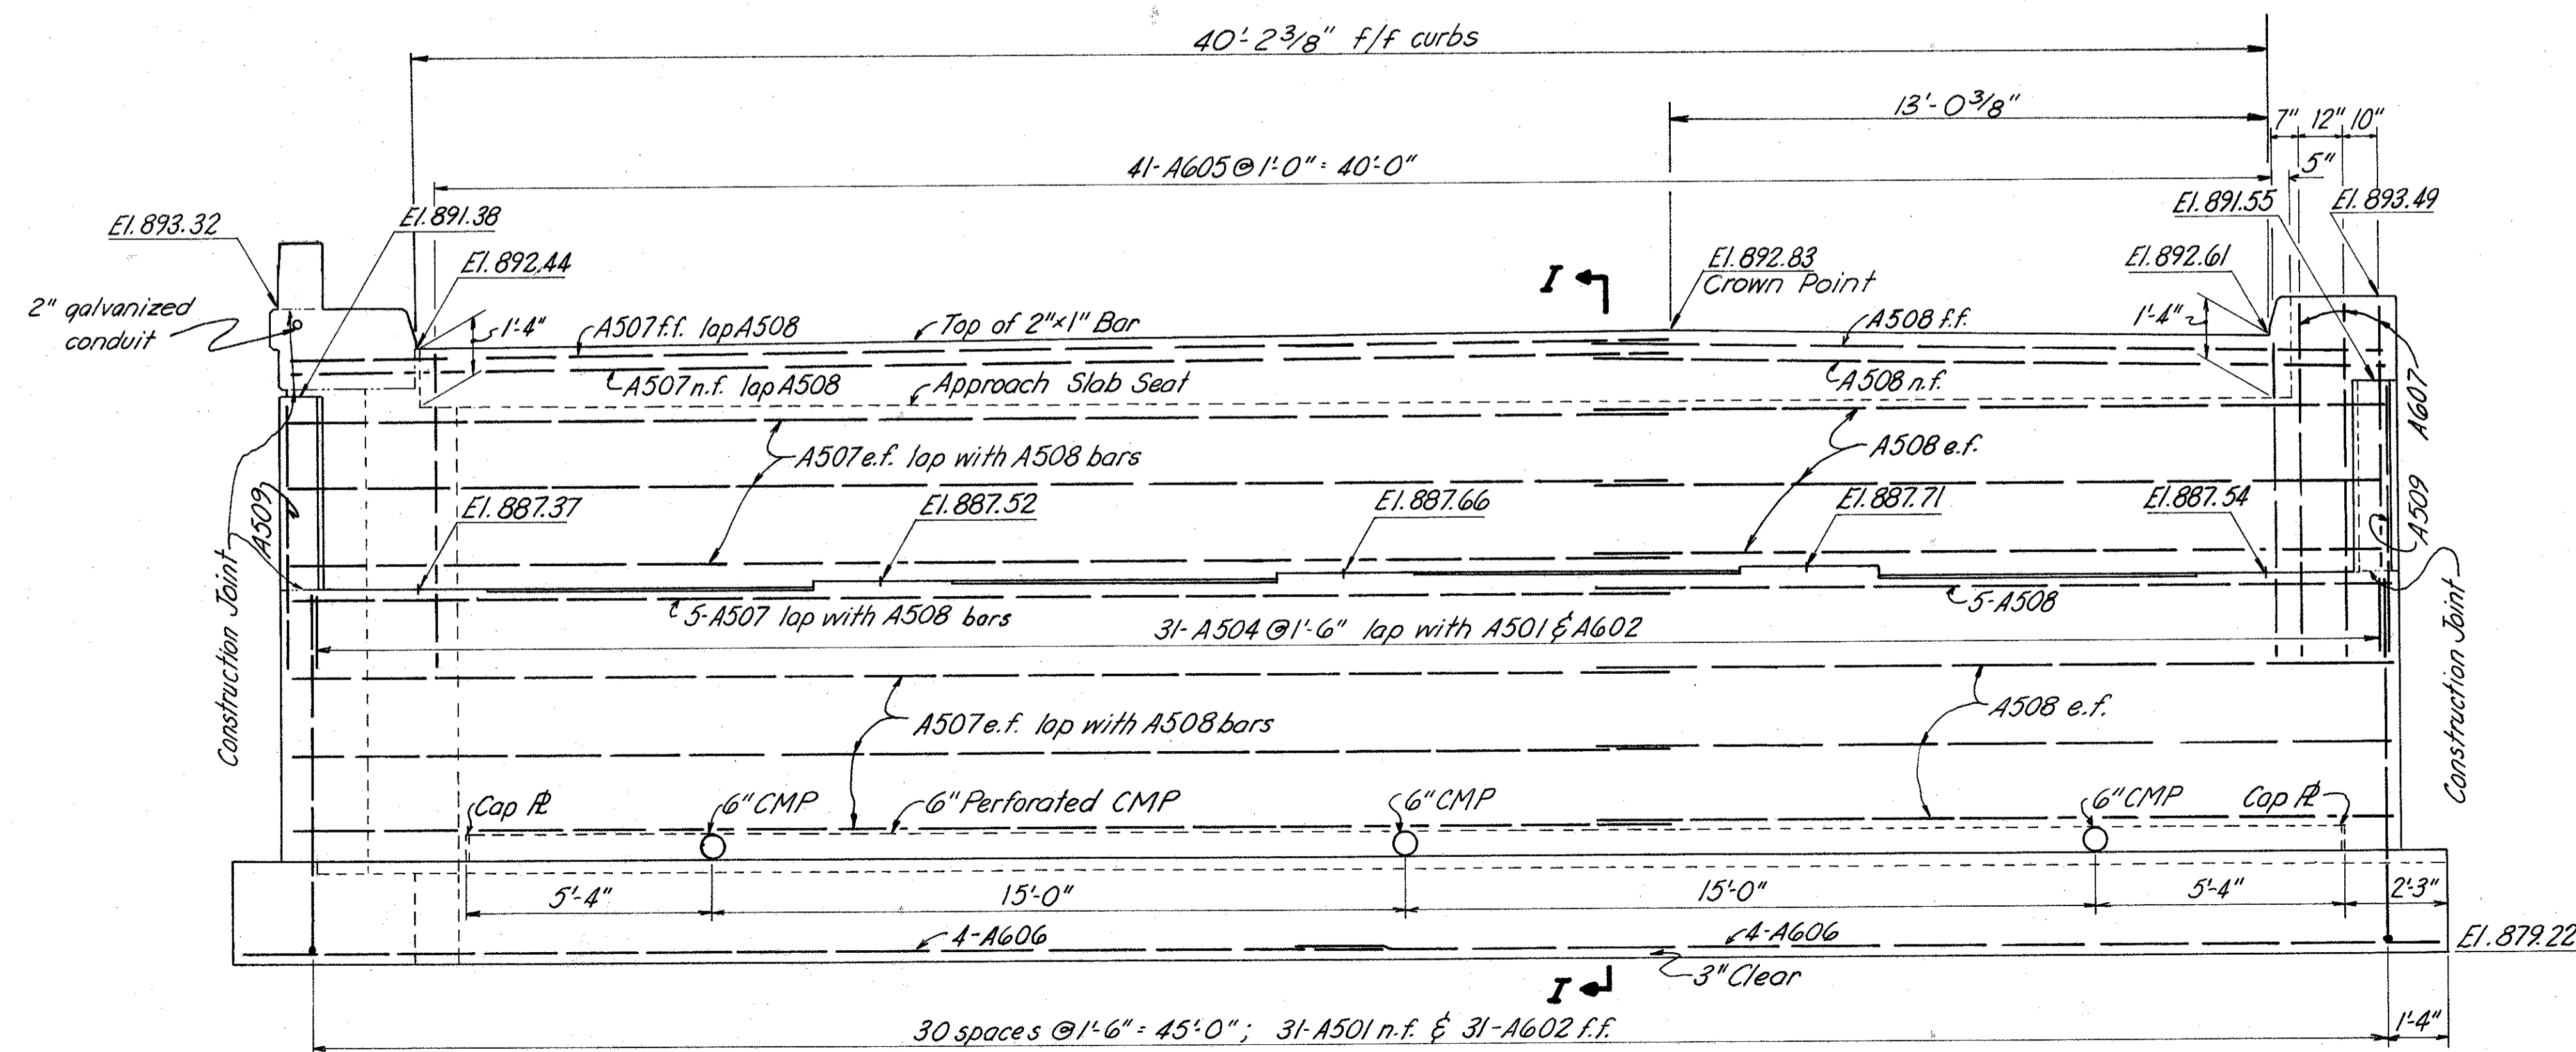 40'-2 3/8" f/f curbs
13'-0 3/8"
7" 12" 10"
41-A605@1'-0"=40'-0"
5"
El. 893.32
El. 891.38
El. 891.55
El. 893.49
El. 892.44
El. 892.83
Crown Point
El. 892.61
I
2" galvanized
conduit
1'-4"
A507 f.f. lap A508
Top of 2"x1" Bar
A508 f.f.
1'-4"
A507 n.f. lap A508
Approach Slab Seat
A508 n.f.
A607
A507 e.f. lap with A508 bars
A508 e.f.
A509
El. 887.37
El. 887.52
El. 887.66
El. 887.71
El. 887.54
A509
Construction Joint
5-A507 lap with A508 bars
5-A508
31-A504@1'-6" lap with A501 & A602
Construction Joint
A507 e.f. lap with A508 bars
A508 e.f.
Cap ℙL
6" CMP
6" Perforated CMP
6" CMP
6" CMP
Cap ℙL
5'-4"
15'-0"
15'-0"
5'-4"
2'-3"
4-A606
4-A606
El. 879.22
3" Clear
I
30 spaces @1'-6" = 45'-0"; 31-A501 n.f. & 31-A602 f.f.
1'-4"